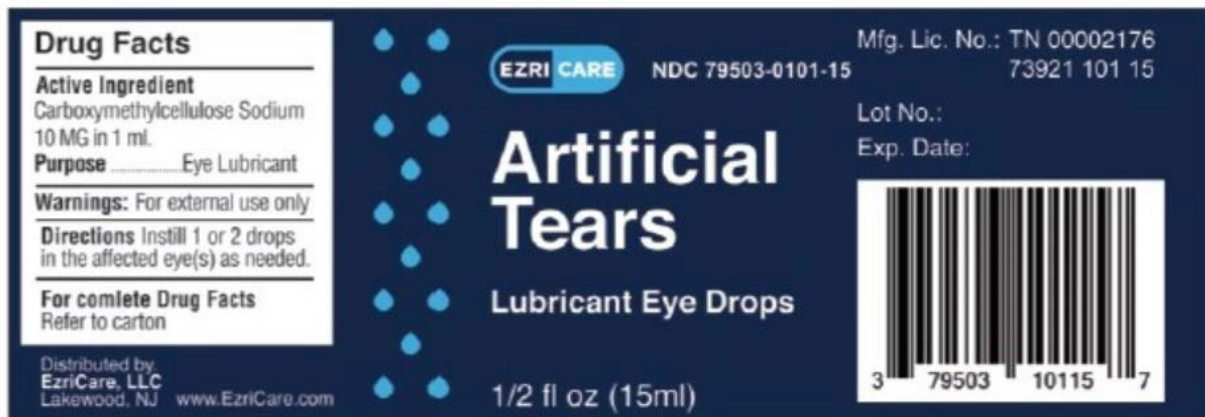 Drug Facts
Active Ingredient
Carboxymethylcellulose Sodium
10 MG in 1 ml.
Purpose ................Eye Lubricant
Warnings: For external use only
Directions Instill 1 or 2 drops
in the affected eye(s) as needed.
For comlete Drug Facts
Refer to carton
Distributed by.
EzriCare, LLC
Lakewood, NJ www.EzriCare.com
EZRI CARE NDC 79503-0101-15
Artificial
Tears
Lubricant Eye Drops
1/2 fl oz (15ml)
Mfg. Lic. No.: TN 00002176
73921 101 15
Lot No.:
Exp. Date:
3 79503 10115 7